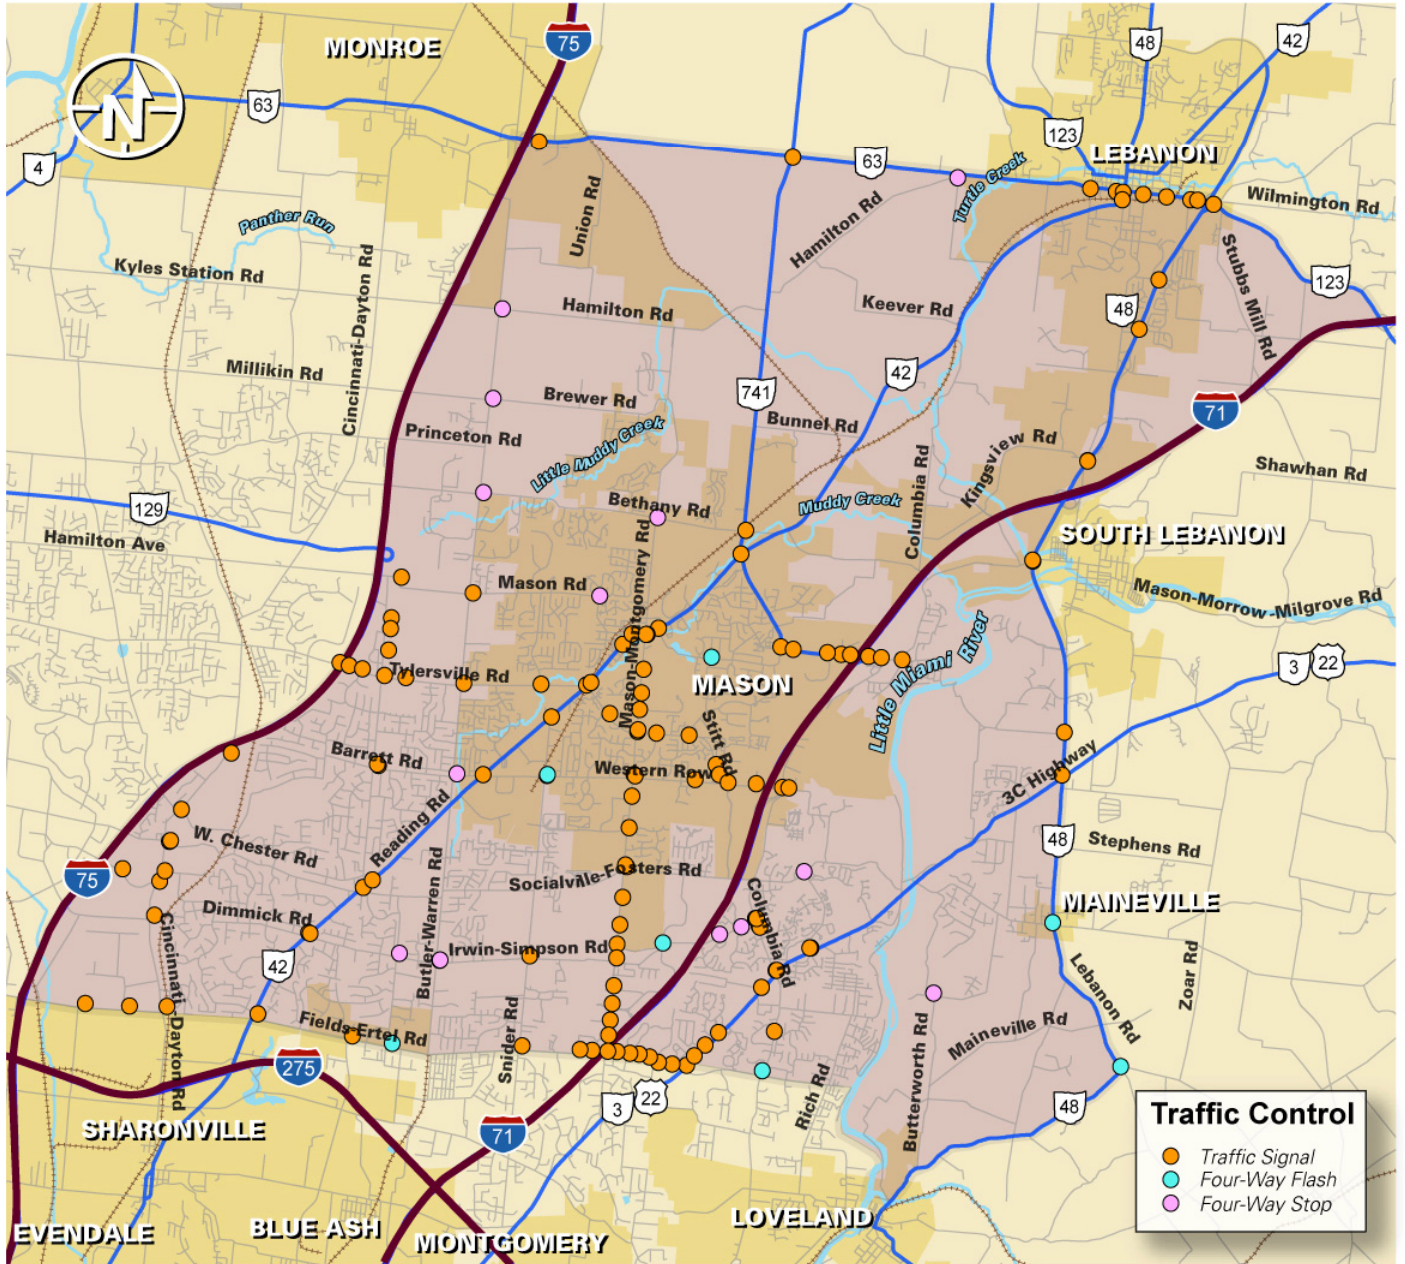 MONROE
75
48
42
N
63
123
4
LEBANON
63
Turtle Creek
Wilmington Rd
Union Rd
Hamilton Rd
Panther Run
Kyles Station Rd
Cincinnati-Dayton Rd
Stubbs Mill Rd
123
Hamilton Rd
Keever Rd
48
Millikin Rd
42
741
Brewer Rd
71
Princeton Rd
Bunnel Rd
Little Muddy Creek
Columbia Rd
Kingsview Rd
Shawhan Rd
129
Bethany Rd
Muddy Creek
Hamilton Ave
SOUTH LEBANON
Mason Rd
Mason-Montgomery Rd
Mason-Morrow-Milgrove Rd
Little Miami River
Tylersville Rd
MASON
3
22
Stitt Rd
Barrett Rd
Western Row
3C Highway
Reading Rd
W. Chester Rd
48
Stephens Rd
75
Socialville-Fosters Rd
Butler-Warren Rd
Columbia Rd
MAINEVILLE
Dimmick Rd
Cincinnati-Dayton Rd
Irwin-Simpson Rd
42
Lebanon Rd
Zoar Rd
Snider Rd
Fields-Ertel Rd
Maineville Rd
Butterworth Rd
275
Rich Rd
3
22
48
71
SHARONVILLE
Traffic Control
Traffic Signal
Four-Way Flash
Four-Way Stop
EVENDALE
BLUE ASH
MONTGOMERY
LOVELAND